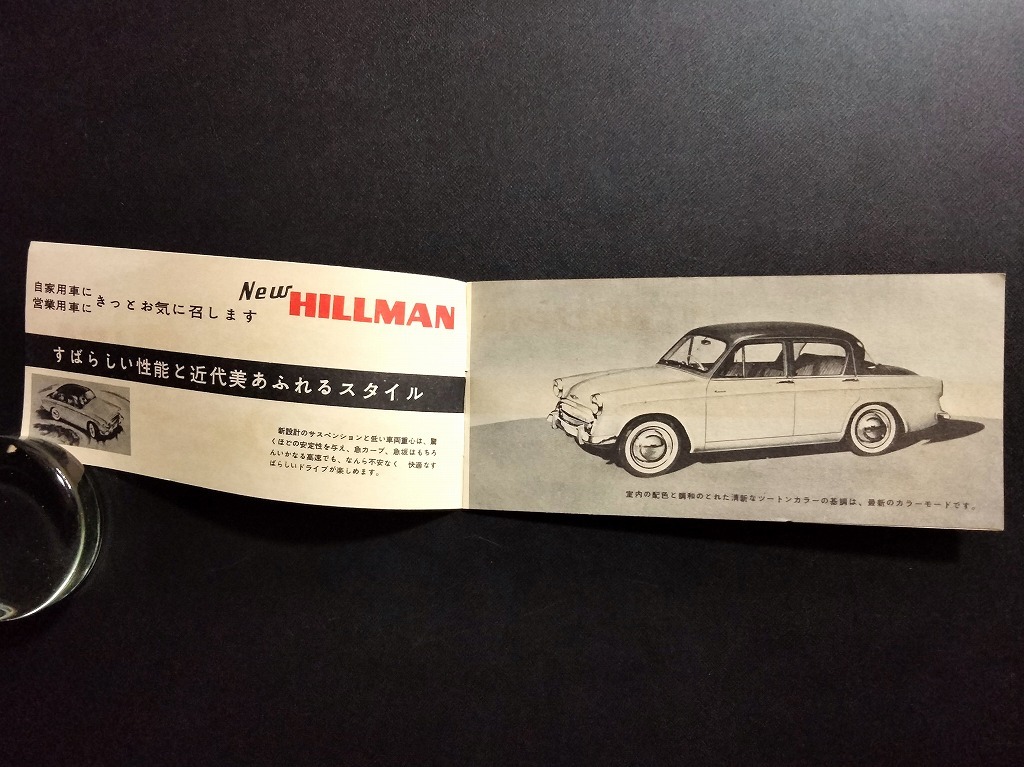 自家用車に
営業用車に
きっとお気に召します
New HILLMAN
すばらしい性能と近代美あふれるスタイル
新設計のサスペンションと低い車両重心は、驚
くほどの安定性を与え、急カーブ、急坂はもちろ
んいかなる高速でも、なんら不安なく 快適なす
ばらしいドライブが楽しめます。
室内の配色と調和のとれた清新なツートンカラーの基調は、最新のカラーモードです。